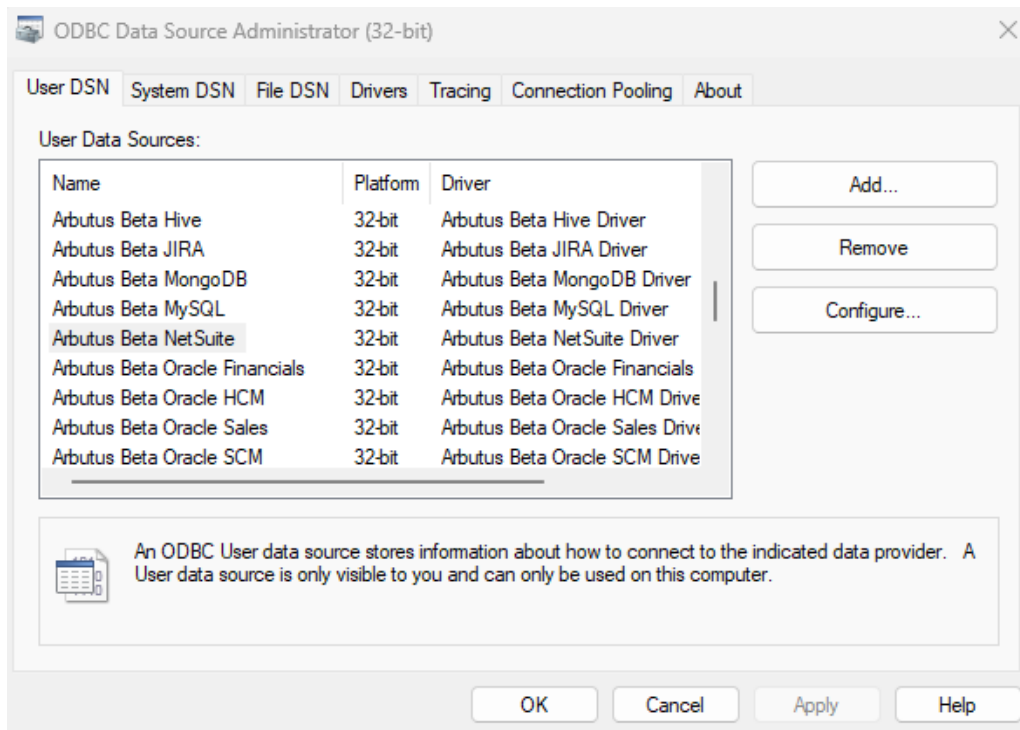 ODBC Data Source Administrator (32-bit)
User DSN System DSN File DSN Drivers Tracing Connection Pooling About
User Data Sources:
Name Platform Driver
Arbutus Beta Hive 32-bit Arbutus Beta Hive Driver
Arbutus Beta JIRA 32-bit Arbutus Beta JIRA Driver
Arbutus Beta MongoDB 32-bit Arbutus Beta MongoDB Driver
Arbutus Beta MySQL 32-bit Arbutus Beta MySQL Driver
Arbutus Beta NetSuite 32-bit Arbutus Beta NetSuite Driver
Arbutus Beta Oracle Financials 32-bit Arbutus Beta Oracle Financials
Arbutus Beta Oracle HCM 32-bit Arbutus Beta Oracle HCM Drive
Arbutus Beta Oracle Sales 32-bit Arbutus Beta Oracle Sales Drive
Arbutus Beta Oracle SCM 32-bit Arbutus Beta Oracle SCM Drive
Add...
Remove
Configure...
An ODBC User data source stores information about how to connect to the indicated data provider. A
User data source is only visible to you and can only be used on this computer.
OK Cancel Apply Help